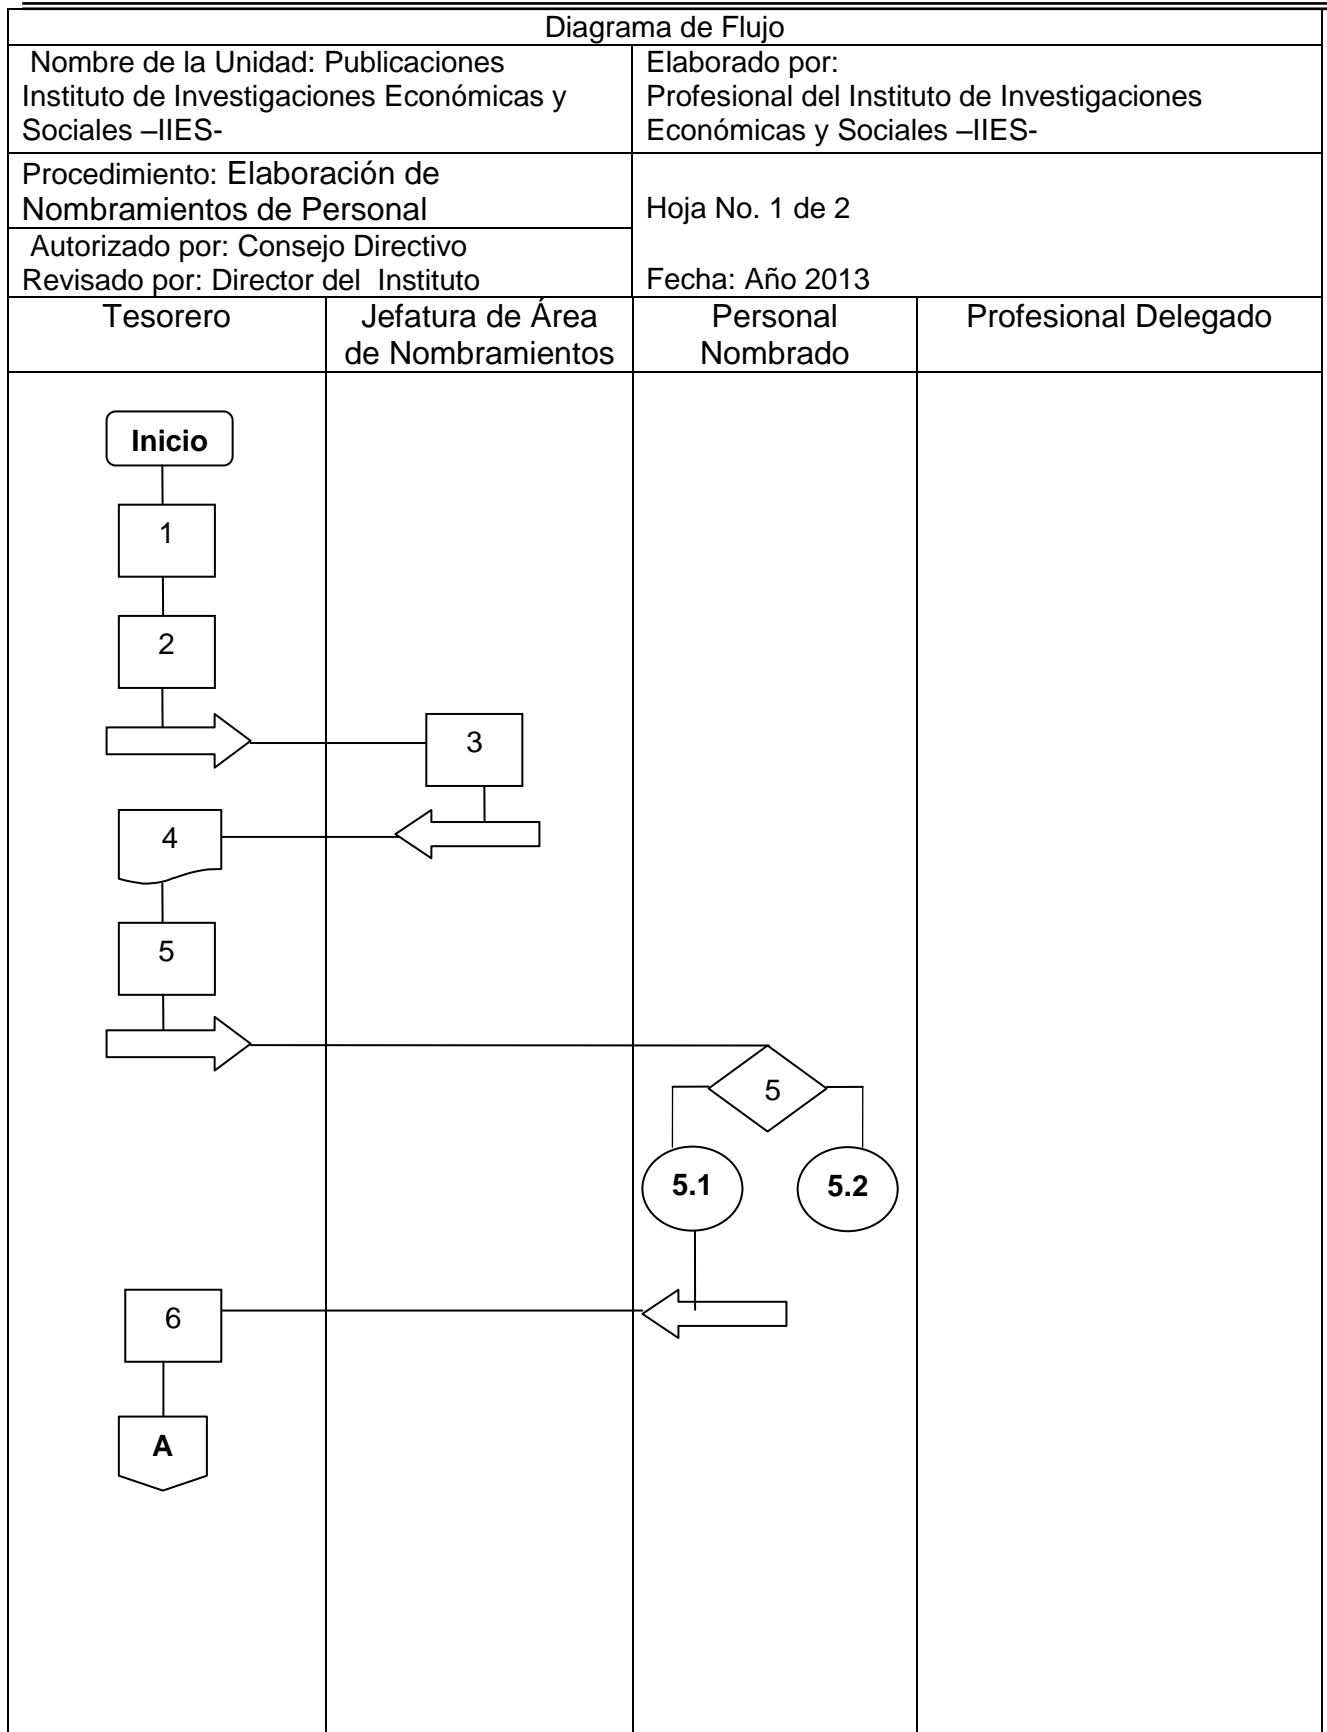 Diagrama de Flujo
Nombre de la Unidad: Publicaciones
Instituto de Investigaciones Económicas y
Sociales –IIES-
Elaborado por:
Profesional del Instituto de Investigaciones
Económicas y Sociales –IIES-
Procedimiento: Elaboración de
Nombramientos de Personal
Hoja No. 1 de 2
Autorizado por: Consejo Directivo
Revisado por: Director del Instituto
Fecha: Año 2013
Tesorero
Jefatura de Área
de Nombramientos
Personal
Nombrado
Profesional Delegado
Inicio
1
2
3
4
5
5
5.1
5.2
6
A